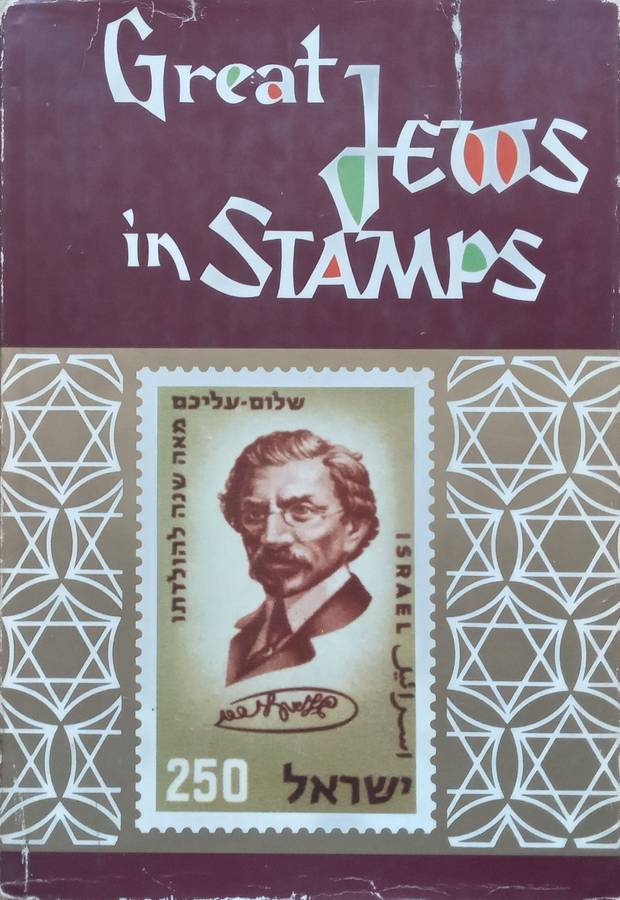 Great
Jews
in STAMPS
שלום-עליכם
מאה שנה להולדתו
ISRAEL
اسرائيل
250
ישראל